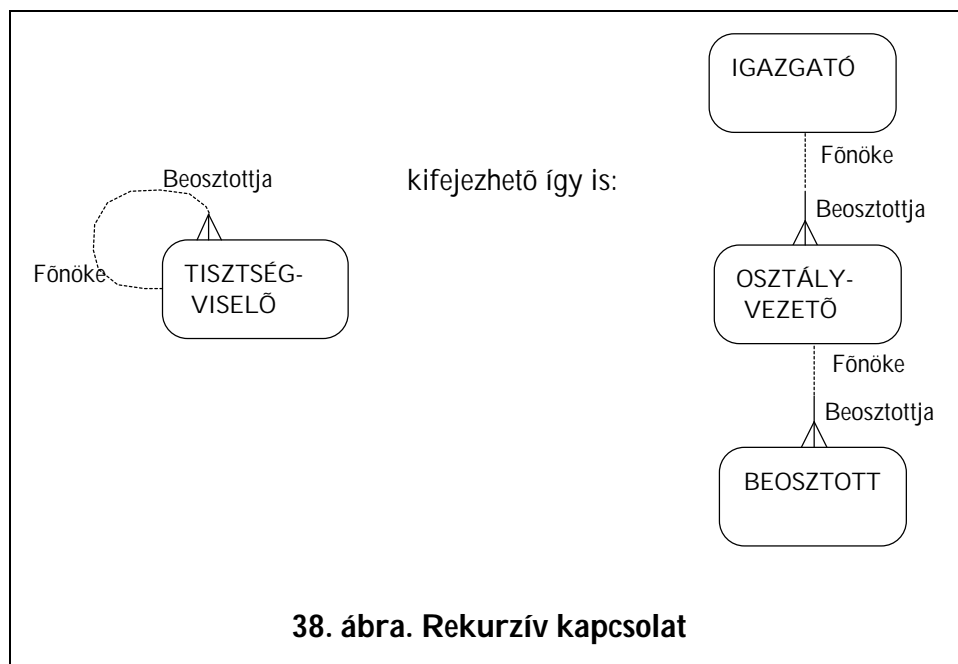 Beosztottja
Fõnöke
TISZTSÉG-
VISELÕ
kifejezhetõ így is:
IGAZGATÓ
Fõnöke
Beosztottja
OSZTÁLY-
VEZETÕ
Fõnöke
Beosztottja
BEOSZTOTT
38. ábra. Rekurzív kapcsolat